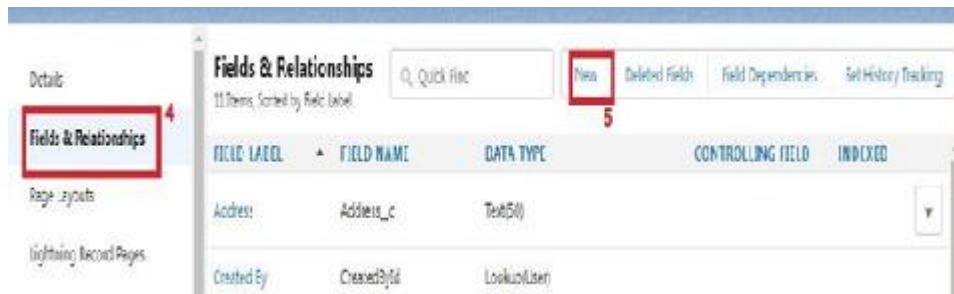 Details
Fields & Relationships
4
Page Layouts
Lightning Record Pages
Fields & Relationships
11 Items, Sorted by Field Label
Quick Find
New
5
Deleted Fields
Field Dependencies
Set History Tracking
FIELD LABEL
FIELD NAME
DATA TYPE
CONTROLLING FIELD
INDEXED
Address
Address_c
Text(50)
Created By
CreatedById
Lookup(User)